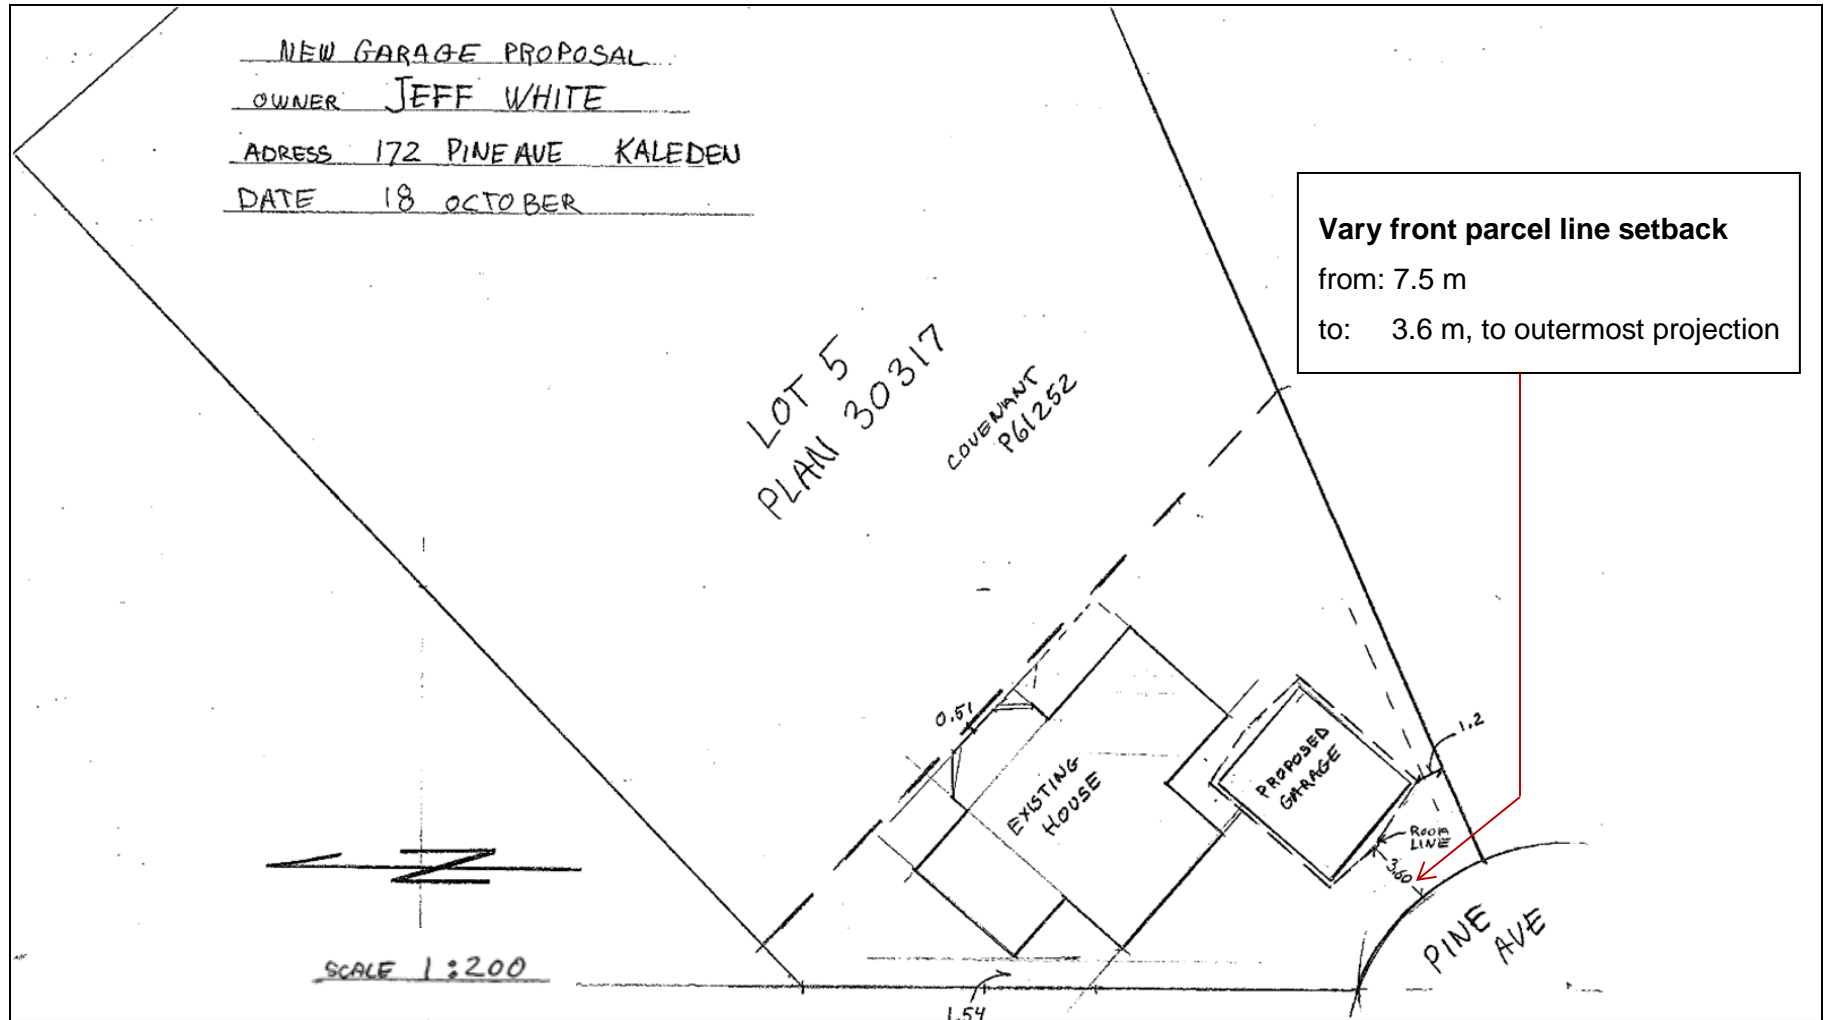 NEW GARAGE PROPOSAL
OWNER JEFF WHITE
ADRESS 172 PINE AVE KALEDEN
DATE 18 OCTOBER
Vary front parcel line setback
from: 7.5 m
to: 3.6 m, to outermost projection
LOT 5
PLAN 30317
COVENANT
P61252
0.51
1.2
EXISTING
HOUSE
PROPOSED
GARAGE
ROOM
LINE
3.60
PINE
AVE
SCALE 1:200
1.54